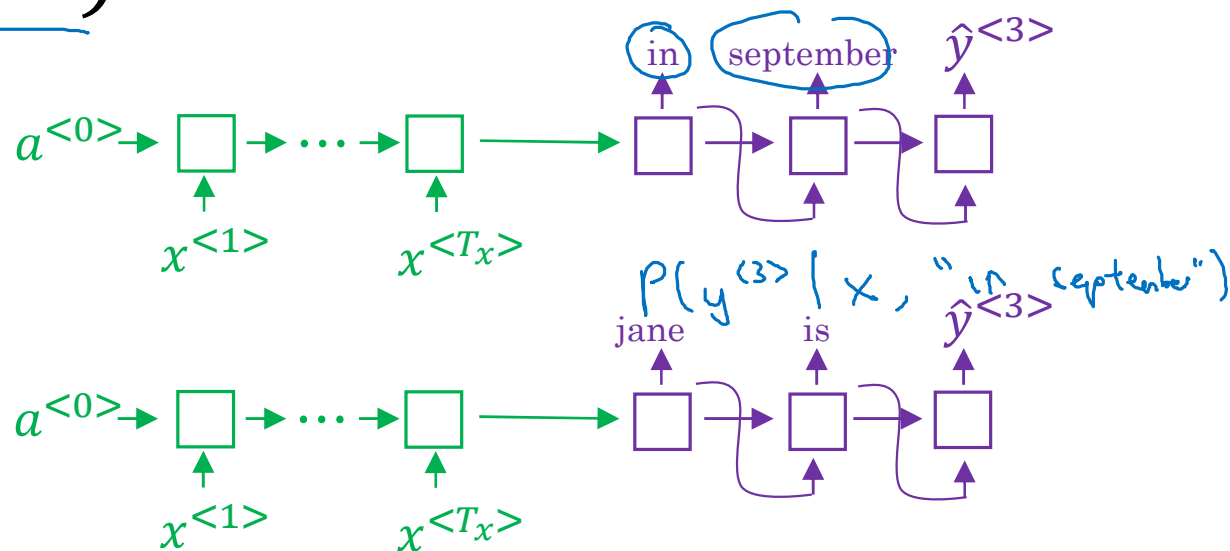 )
in september ŷ<3>
a<0> ...
x<1> x<Tx>
P(y<3> | x, "in september")
jane is ŷ<3>
a<0> ...
x<1> x<Tx>